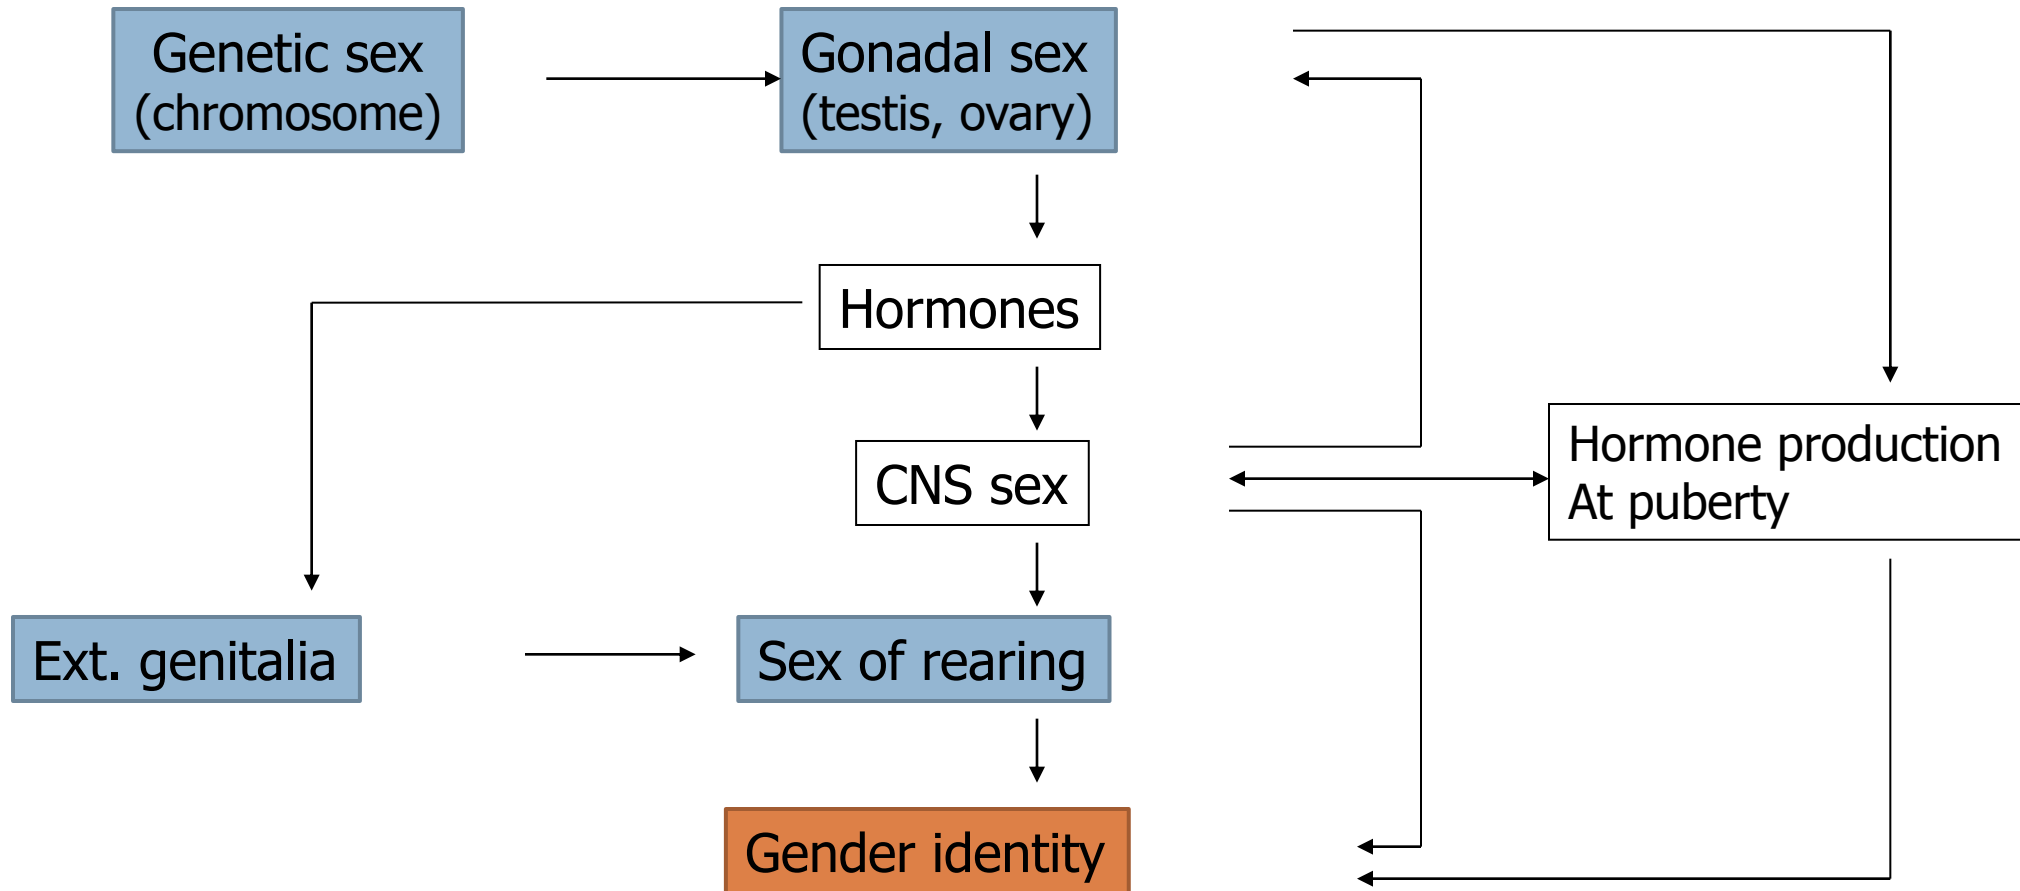 Genetic sex
(chromosome)
Gonadal sex
(testis, ovary)
Hormones
Hormone production
At puberty
CNS sex
Ext. genitalia
Sex of rearing
Gender identity